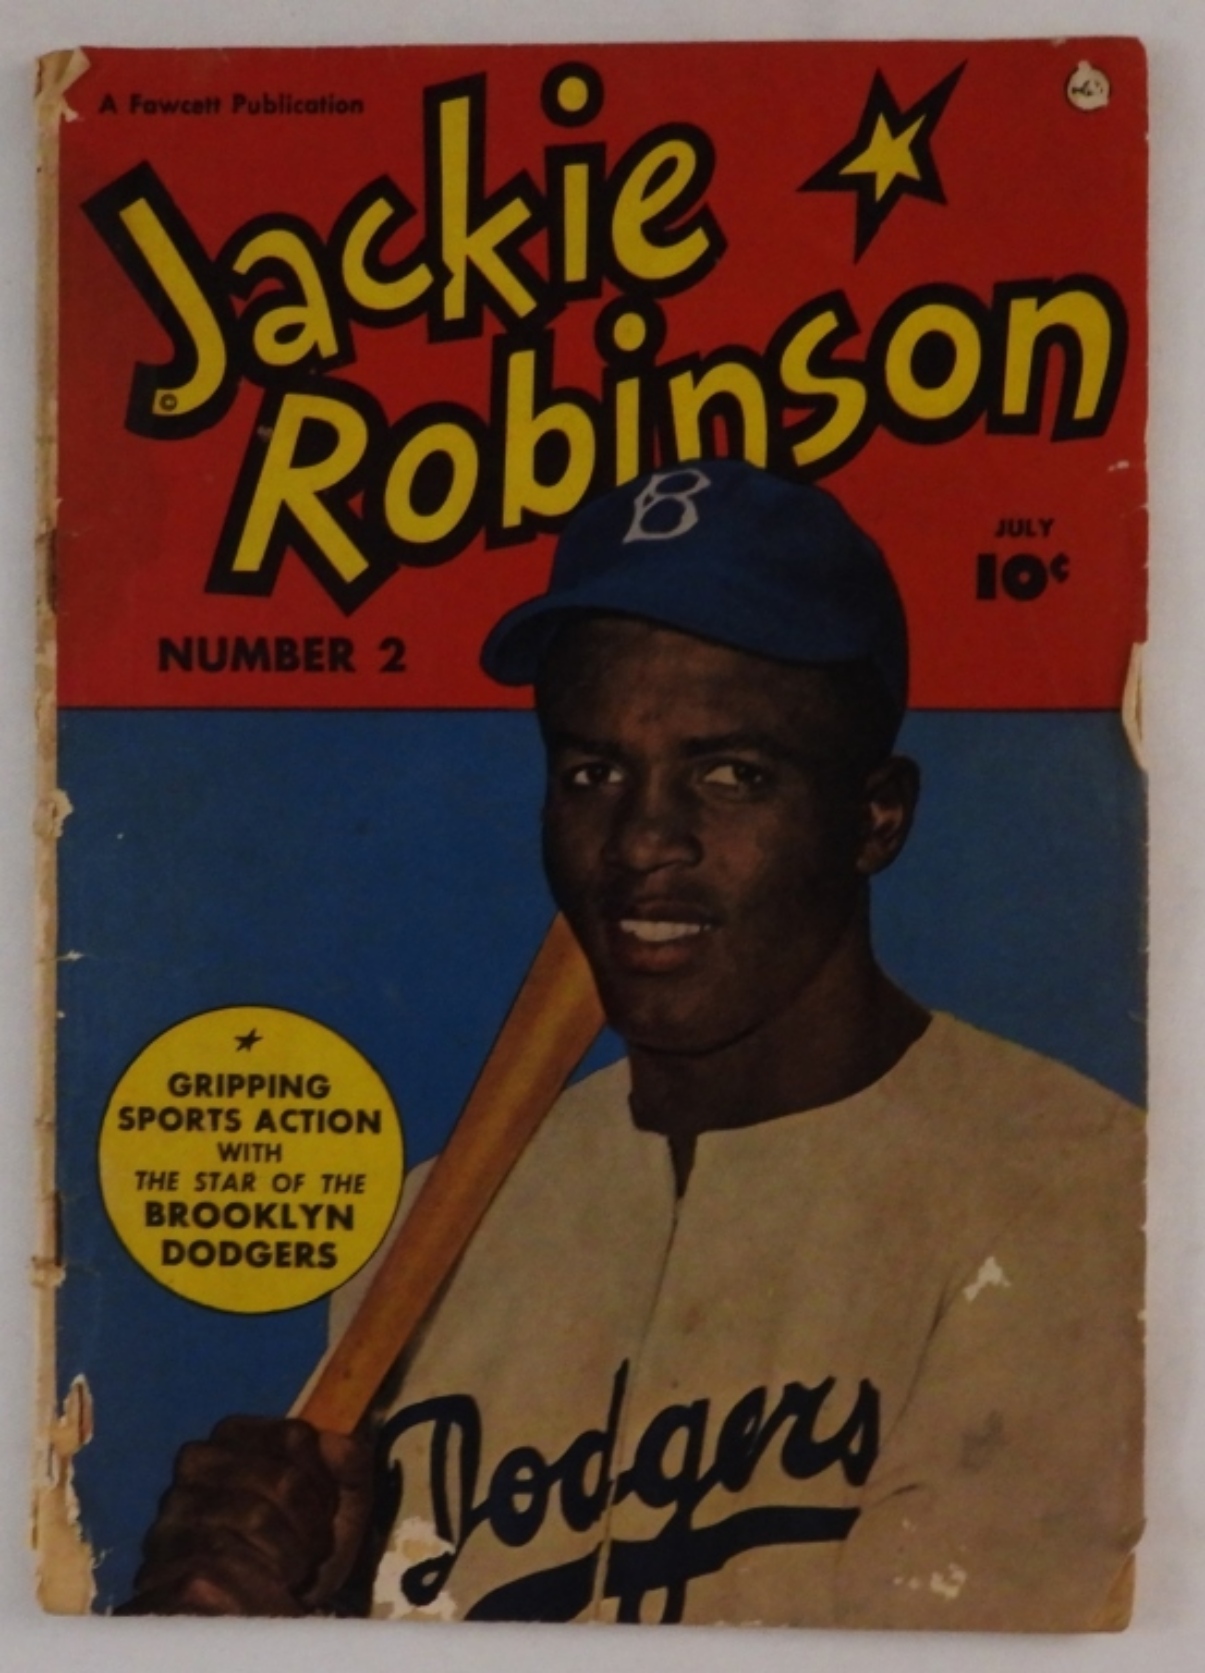 A Fawcett Publication
Jackie
Robinson
©
B
JULY
10¢
NUMBER 2
GRIPPING
SPORTS ACTION
WITH
THE STAR OF THE
BROOKLYN
DODGERS
Dodgers